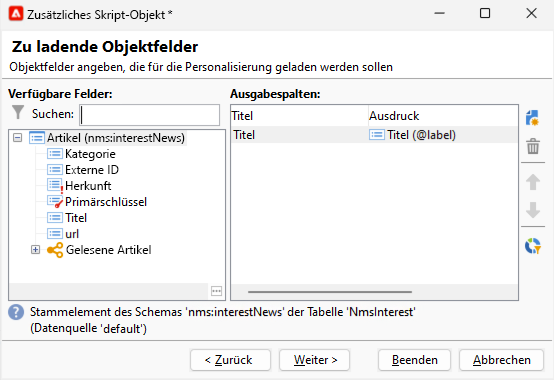 Zusätzliches Skript-Objekt *
Zu ladende Objektfelder
Objektfelder angeben, die für die Personalisierung geladen werden sollen
Verfügbare Felder:
Suchen:
Artikel (nms:interestNews)
Kategorie
Externe ID
Herkunft
Primärschlüssel
Titel
url
Gelesene Artikel
Ausgabespalten:
Titel Ausdruck
Titel Titel (@label)
Stammelement des Schemas 'nms:interestNews' der Tabelle 'NmsInterest'
(Datenquelle 'default')
< Zurück Weiter > Beenden Abbrechen